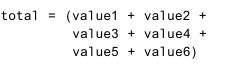 total = (value1 + value2 +
         value3 + value4 +
         value5 + value6)